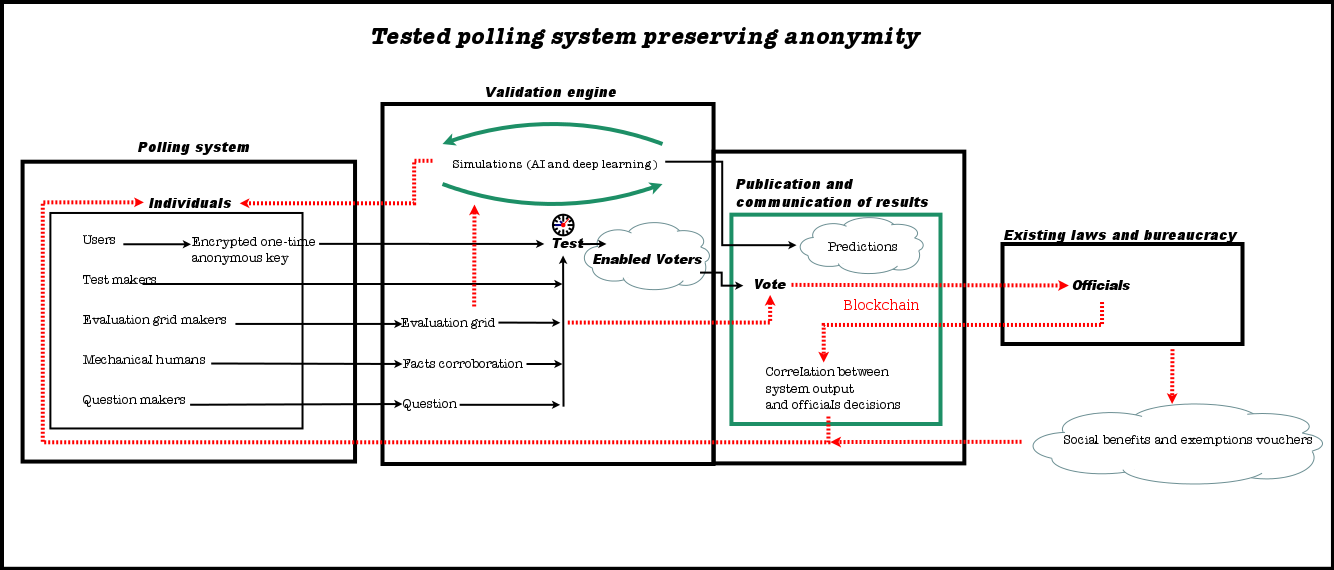 Tested polling system preserving anonymity
Validation engine
Polling system
Simulations (AI and deep learning)
Publication and
communication of results
Individuals
Users
Encrypted one-time
anonymous key
Test
Enabled Voters
Predictions
Existing laws and bureaucracy
Test makers
Vote
Officials
Blockchain
Evaluation grid makers
Evaluation grid
Mechanical humans
Facts corroboration
Correlation between
system output
and officials decisions
Question makers
Question
Social benefits and exemptions vouchers